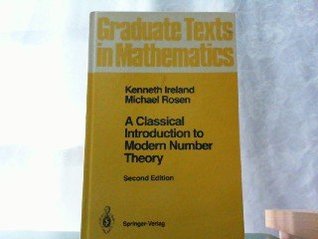 Graduate Texts
in Mathematics
Kenneth Ireland
Michael Rosen
A Classical
Introduction to
Modern Number
Theory
Second Edition
Springer-Verlag